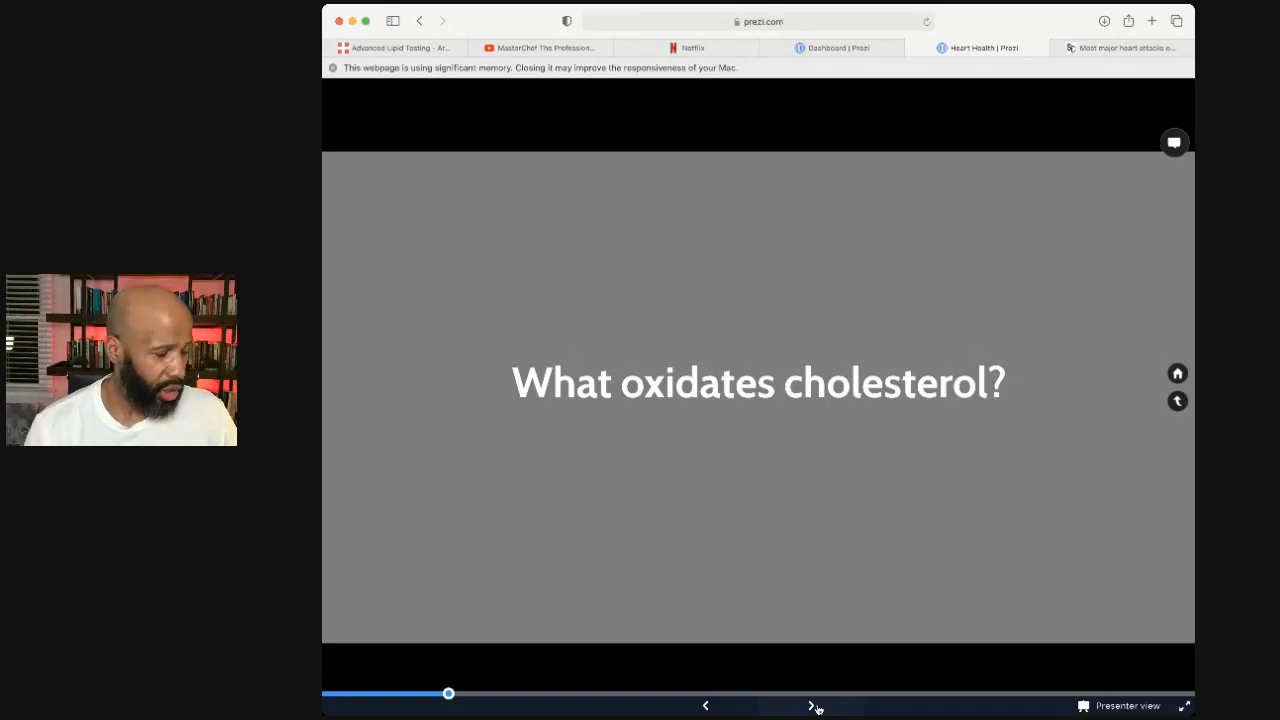 prezi.com
Advanced Lipid Testing - Ar...
MasterChef The Profession...
Netflix
Dashboard | Prezi
Heart Health | Prezi
Most major heart attacks o...
This webpage is using significant memory. Closing it may improve the responsiveness of your Mac.
What oxidates cholesterol?
Presenter view